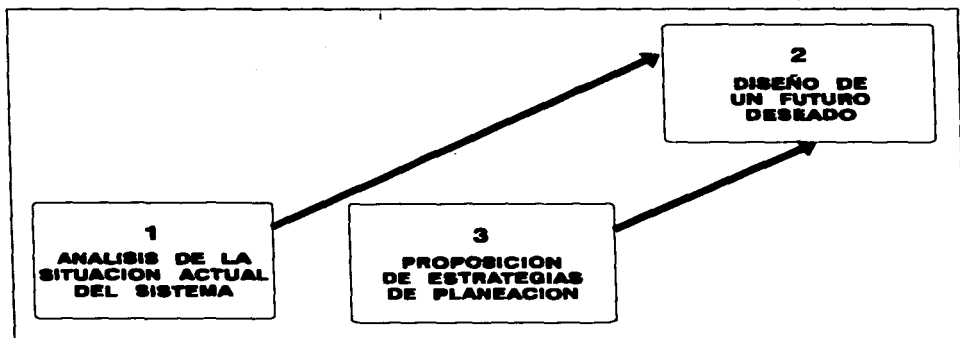 1
ANALISIS DE LA
SITUACION ACTUAL
DEL SISTEMA
2
DISEÑO DE
UN FUTURO
DESEADO
3
PROPOSICION
DE ESTRATEGIAS
DE PLANEACION